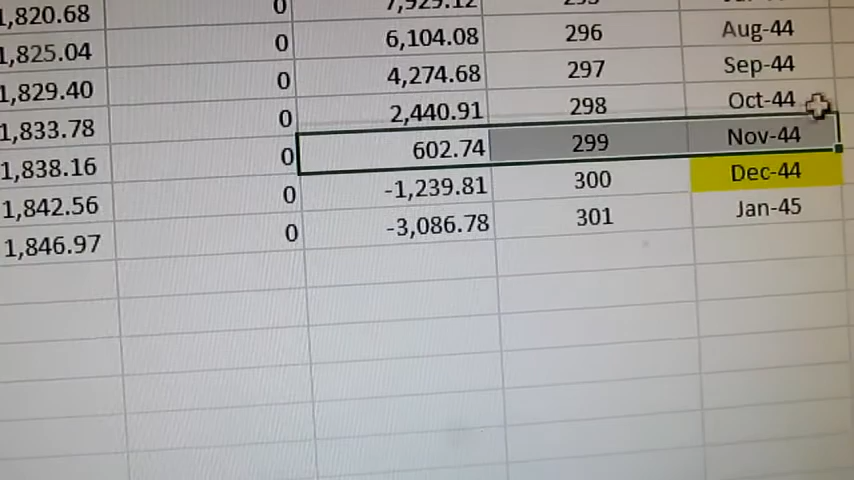 1,820.68 0 7,929.12
1,825.04 0 6,104.08 296 Aug-44
1,829.40 0 4,274.68 297 Sep-44
1,833.78 0 2,440.91 298 Oct-44
1,838.16 0 602.74 299 Nov-44
1,842.56 0 -1,239.81 300 Dec-44
1,846.97 0 -3,086.78 301 Jan-45